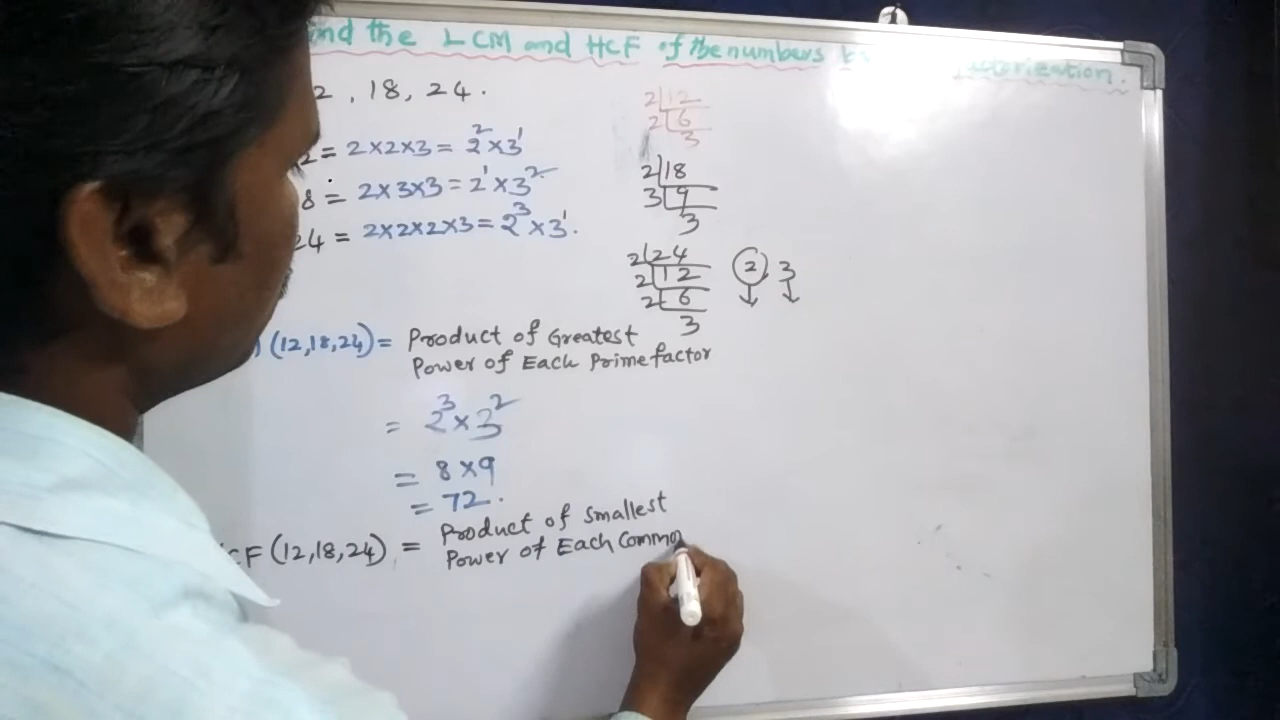 ind the LCM and HCF of the numbers
2, 18, 24.
2 = 2×2×3 = 2²×3¹
8 = 2×3×3 = 2¹×3²
24 = 2×2×2×3 = 2³×3¹.
2 12
2 6
3
2 18
3 9
3
2 24
2 12
2 6
3
2, 3
(12,18,24) = Product of Greatest
Power of Each Prime factor
= 2³×3²
= 8×9
= 72.
CF (12,18,24) = Product of smallest
Power of Each Commo